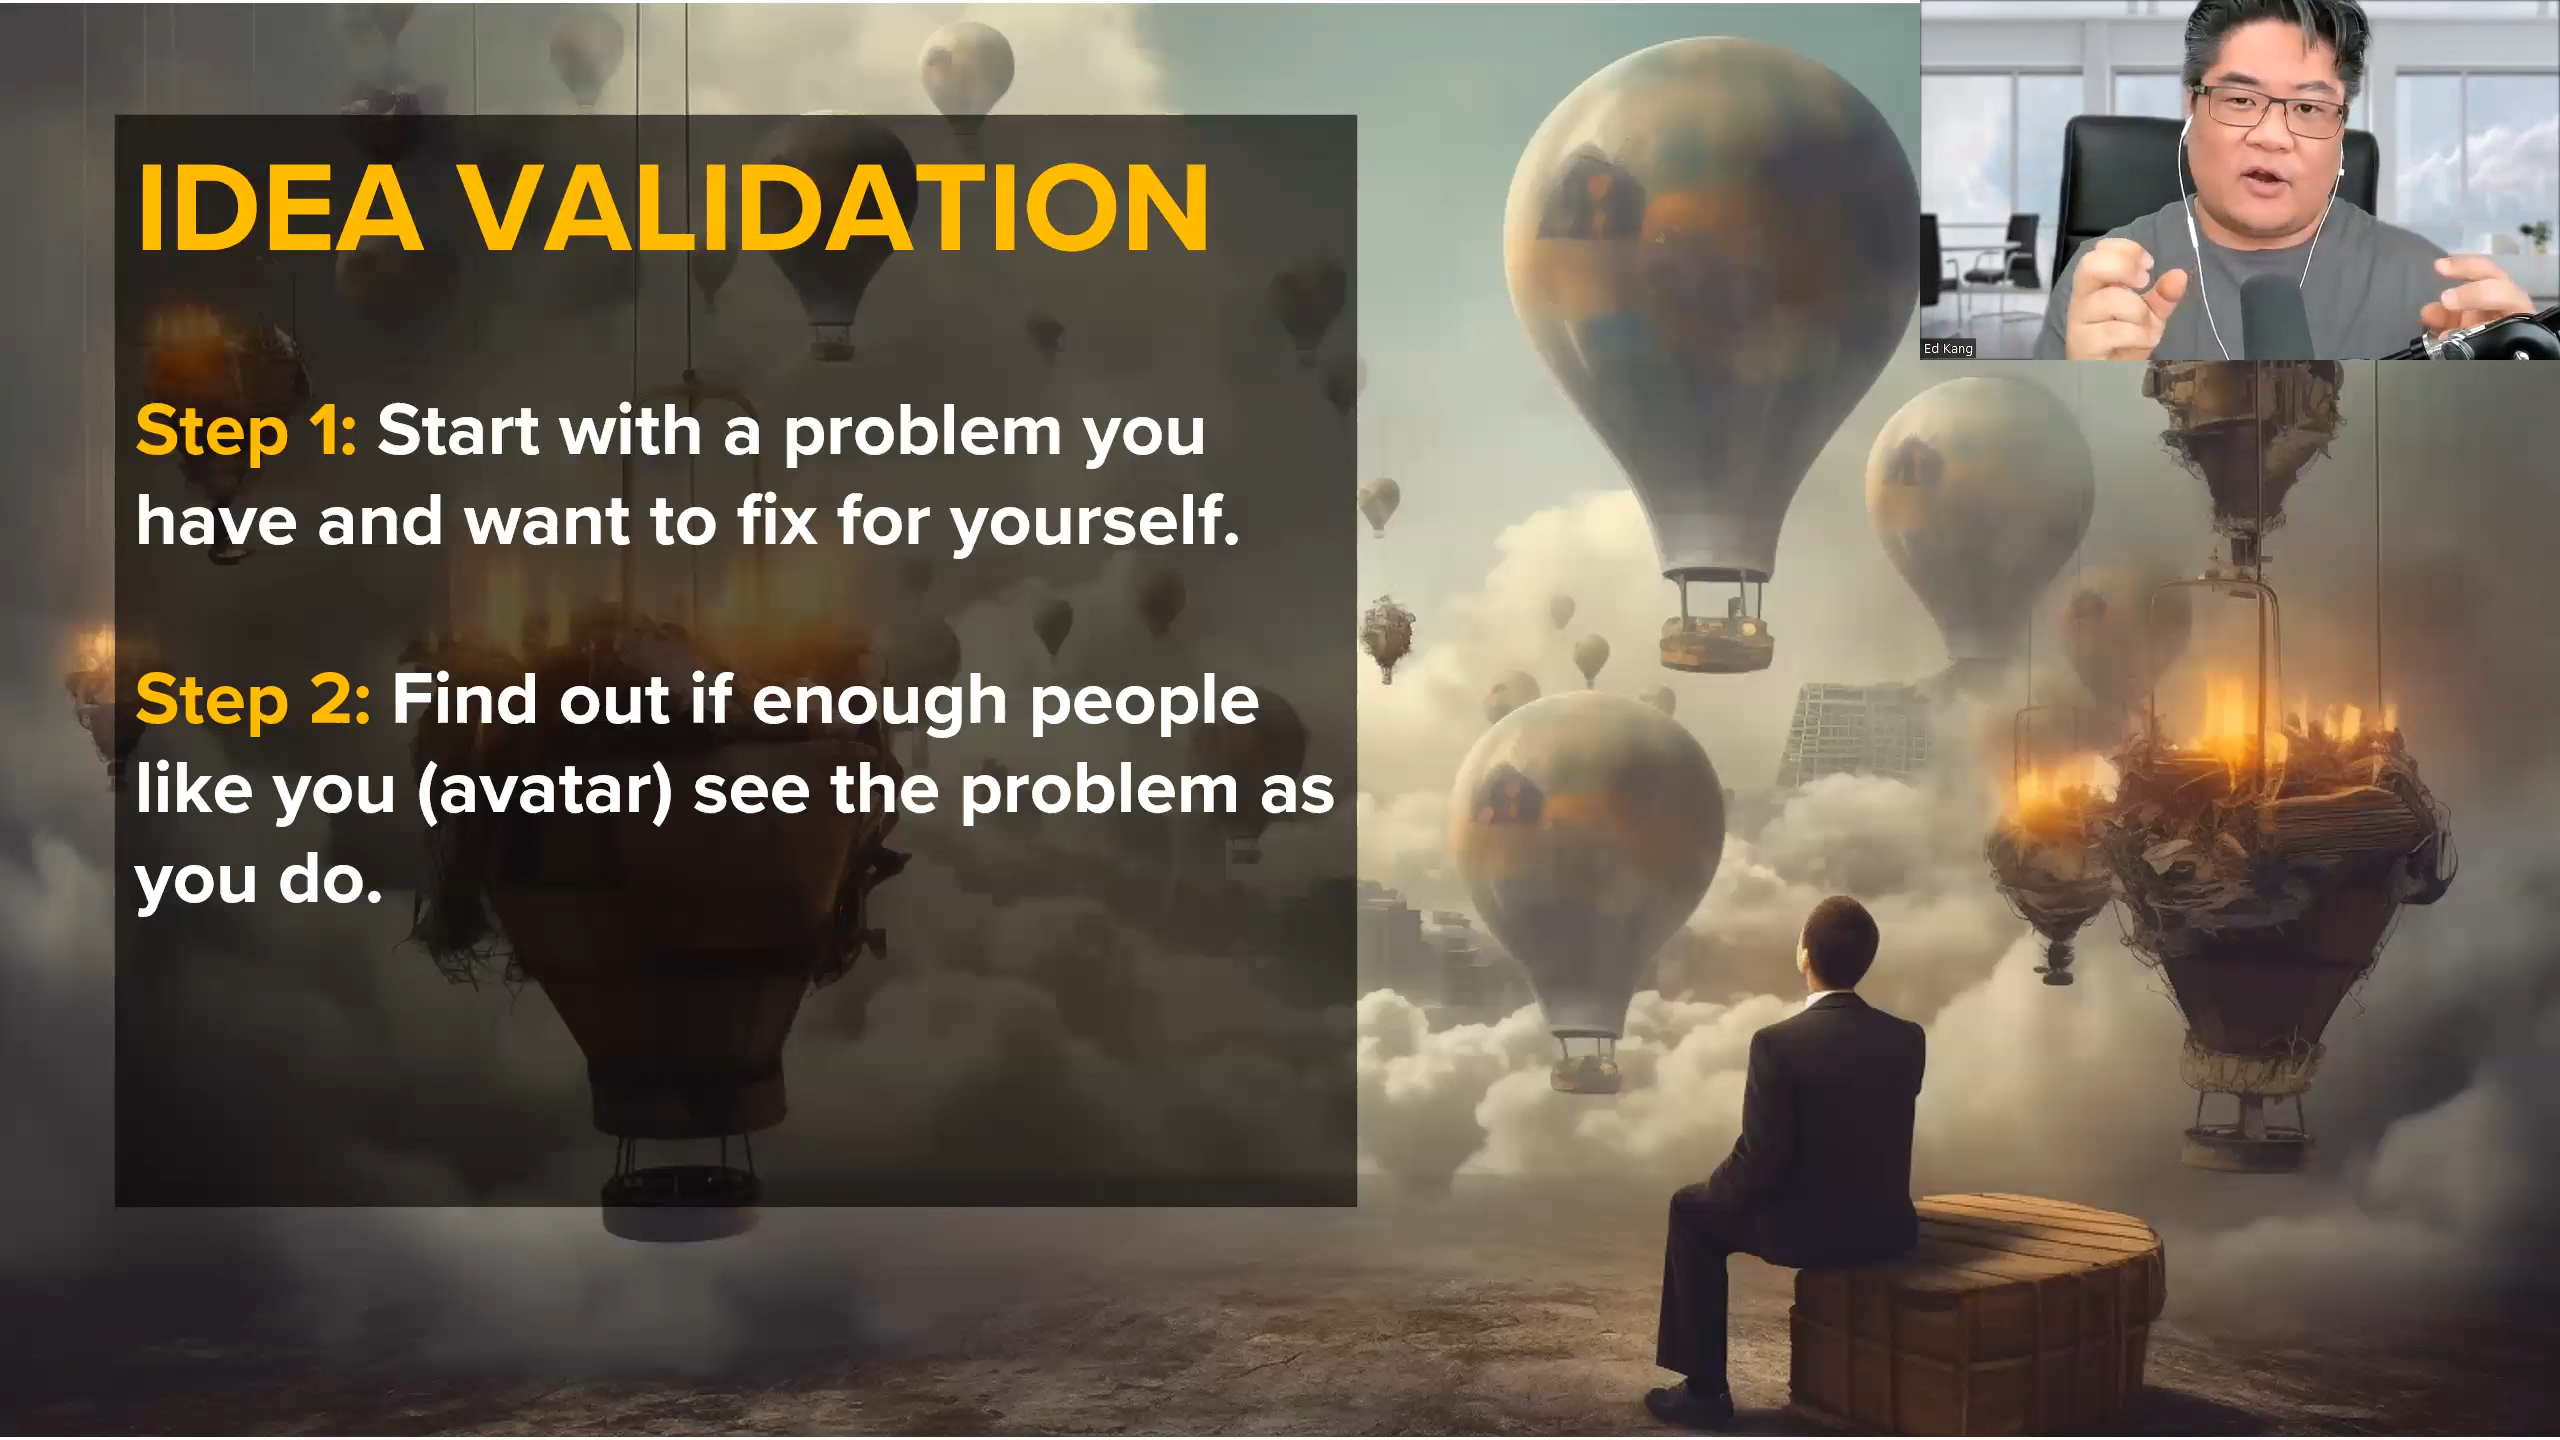 IDEA VALIDATION
Step 1: Start with a problem you
have and want to fix for yourself.
Step 2: Find out if enough people
like you (avatar) see the problem as
you do.
Ed Kang